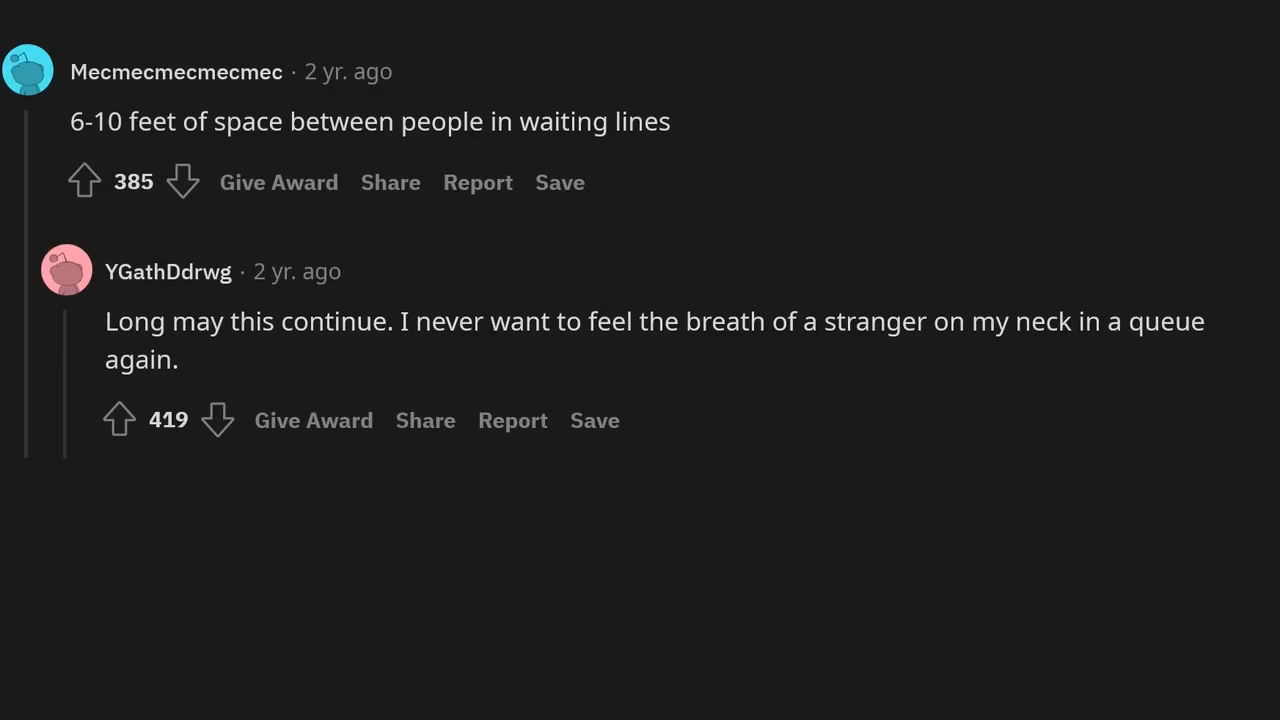 Mecmecmecmecmec · 2 yr. ago
6-10 feet of space between people in waiting lines
385 Give Award Share Report Save
YGathDdrwg · 2 yr. ago
Long may this continue. I never want to feel the breath of a stranger on my neck in a queue
again.
419 Give Award Share Report Save